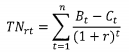 TN_{rt} = \sum_{t=1}^{n} \frac{B_t - C_t}{(1 + r)^t}